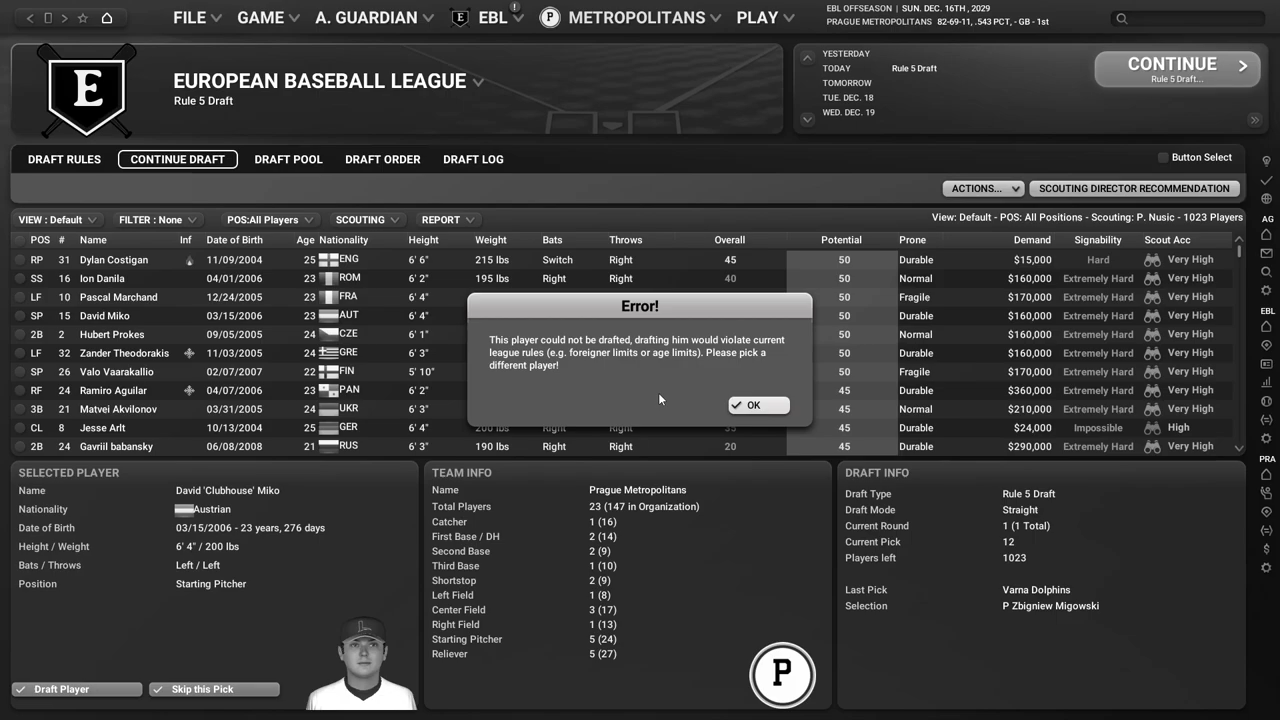 FILE GAME A. GUARDIAN E EBL ! P METROPOLITANS PLAY
EBL OFFSEASON | SUN. DEC. 16TH , 2029
PRAGUE METROPOLITANS 82-69-11, .543 PCT, - GB - 1st
E
EUROPEAN BASEBALL LEAGUE
Rule 5 Draft
YESTERDAY
TODAY Rule 5 Draft
TOMORROW
TUE. DEC. 18
WED. DEC. 19
CONTINUE
Rule 5 Draft...
DRAFT RULES CONTINUE DRAFT DRAFT POOL DRAFT ORDER DRAFT LOG
Button Select
ACTIONS... SCOUTING DIRECTOR RECOMMENDATION
VIEW : Default FILTER : None POS:All Players SCOUTING REPORT View: Default - POS: All Positions - Scouting: P. Nusic - 1023 Players
POS # Name Inf Date of Birth Age Nationality Height Weight Bats Throws Overall Potential Prone Demand Signability Scout Acc
RP 31 Dylan Costigan 11/09/2004 25 ENG 6' 6" 215 lbs Switch Right 45 50 Durable $15,000 Hard Very High
SS 16 Ion Danila 04/01/2006 23 ROM 6' 2" 195 lbs Right Right 40 50 Normal $160,000 Extremely Hard Very High
LF 10 Pascal Marchand 12/24/2005 23 FRA 6' 4" 50 Fragile $170,000 Extremely Hard Very High
SP 15 David Miko 03/15/2006 23 AUT 6' 4" 50 Durable $170,000 Extremely Hard Very High
2B 2 Hubert Prokes 09/05/2005 24 CZE 6' 1" 50 Normal $160,000 Extremely Hard Very High
LF 32 Zander Theodorakis 11/03/2005 24 GRE 6' 3" 50 Durable $160,000 Extremely Hard Very High
SP 26 Valo Vaarakallio 02/07/2007 22 FIN 5' 10" 50 Fragile $170,000 Extremely Hard Very High
RF 24 Ramiro Aguilar 04/07/2006 23 PAN 6' 2" 45 Durable $360,000 Extremely Hard Very High
3B 21 Matvei Akvilonov 03/31/2005 24 UKR 6' 3" 45 Normal $210,000 Extremely Hard Very High
CL 8 Jesse Arlt 10/13/2004 25 GER 6' 4" 200 lbs Right Right 35 45 Durable $24,000 Impossible High
2B 24 Gavriil babansky 06/08/2008 21 RUS 6' 3" 190 lbs Right Right 20 45 Durable $290,000 Extremely Hard Very High
Error!
This player could not be drafted, drafting him would violate current
league rules (e.g. foreigner limits or age limits). Please pick a
different player!
OK
AG
EBL
PRA
SELECTED PLAYER
Name David 'Clubhouse' Miko
Nationality Austrian
Date of Birth 03/15/2006 - 23 years, 276 days
Height / Weight 6' 4" / 200 lbs
Bats / Throws Left / Left
Position Starting Pitcher
Draft Player Skip this Pick
TEAM INFO
Name Prague Metropolitans
Total Players 23 (147 in Organization)
Catcher 1 (16)
First Base / DH 2 (14)
Second Base 2 (9)
Third Base 1 (10)
Shortstop 2 (9)
Left Field 1 (8)
Center Field 3 (17)
Right Field 1 (13)
Starting Pitcher 5 (24)
Reliever 5 (27)
P
DRAFT INFO
Draft Type Rule 5 Draft
Draft Mode Straight
Current Round 1 (1 Total)
Current Pick 12
Players left 1023
Last Pick Varna Dolphins
Selection P Zbigniew Migowski